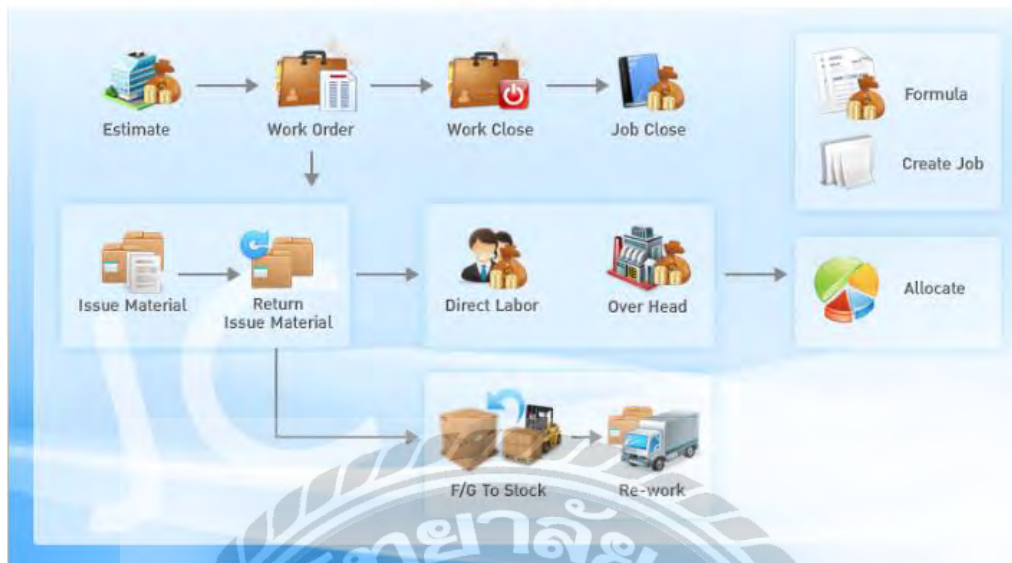 Estimate
Work Order
Work Close
Job Close
Formula
Create Job
Issue Material
Return
Issue Material
Direct Labor
Over Head
Allocate
F/G To Stock
Re-work